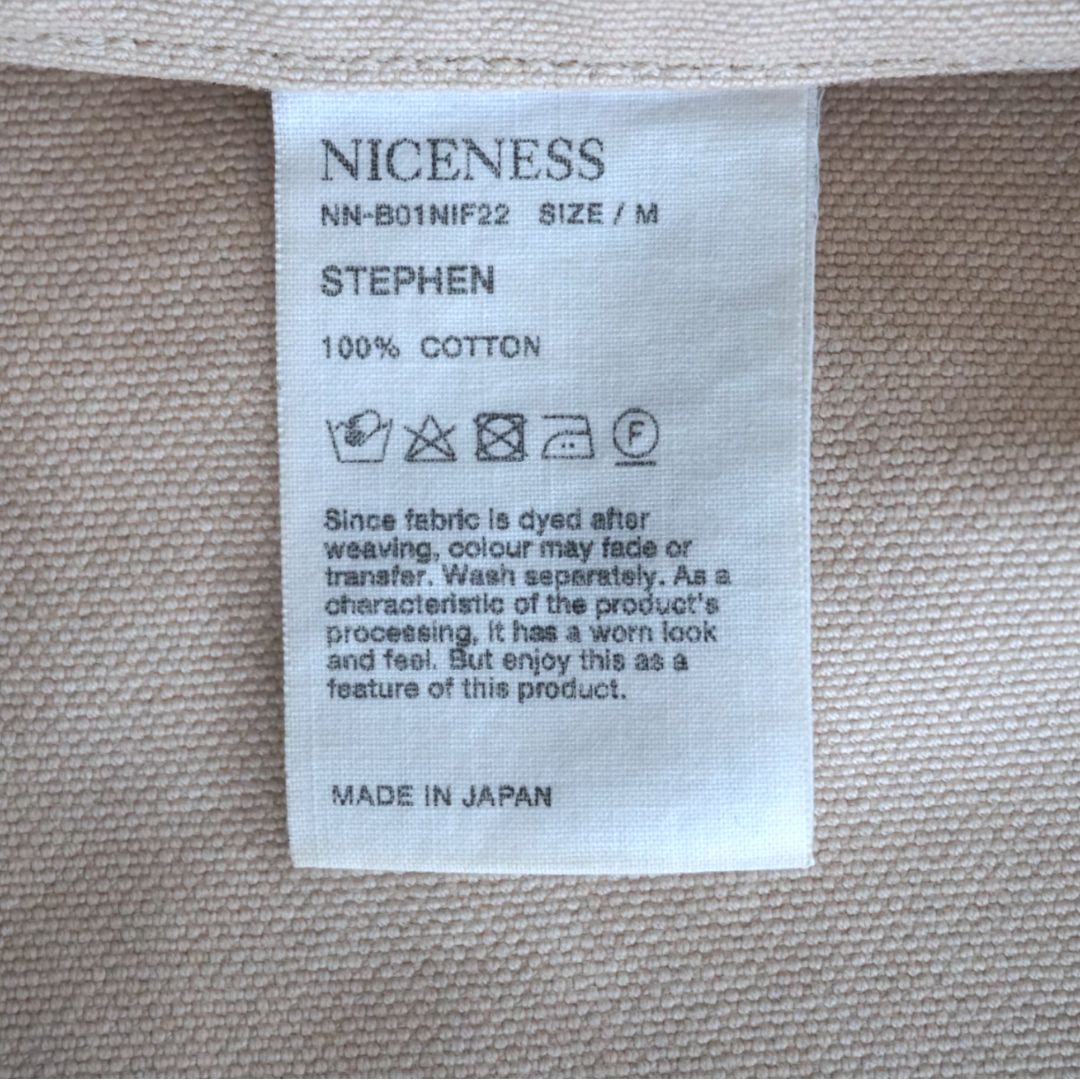 NICENESS
NN-B01NIF22 SIZE / M
STEPHEN
100% COTTON
F
Since fabric is dyed after
weaving, colour may fade or
transfer. Wash separately. As a
characteristic of the product's
processing, it has a worn look
and feel. But enjoy this as a
feature of this product.
MADE IN JAPAN